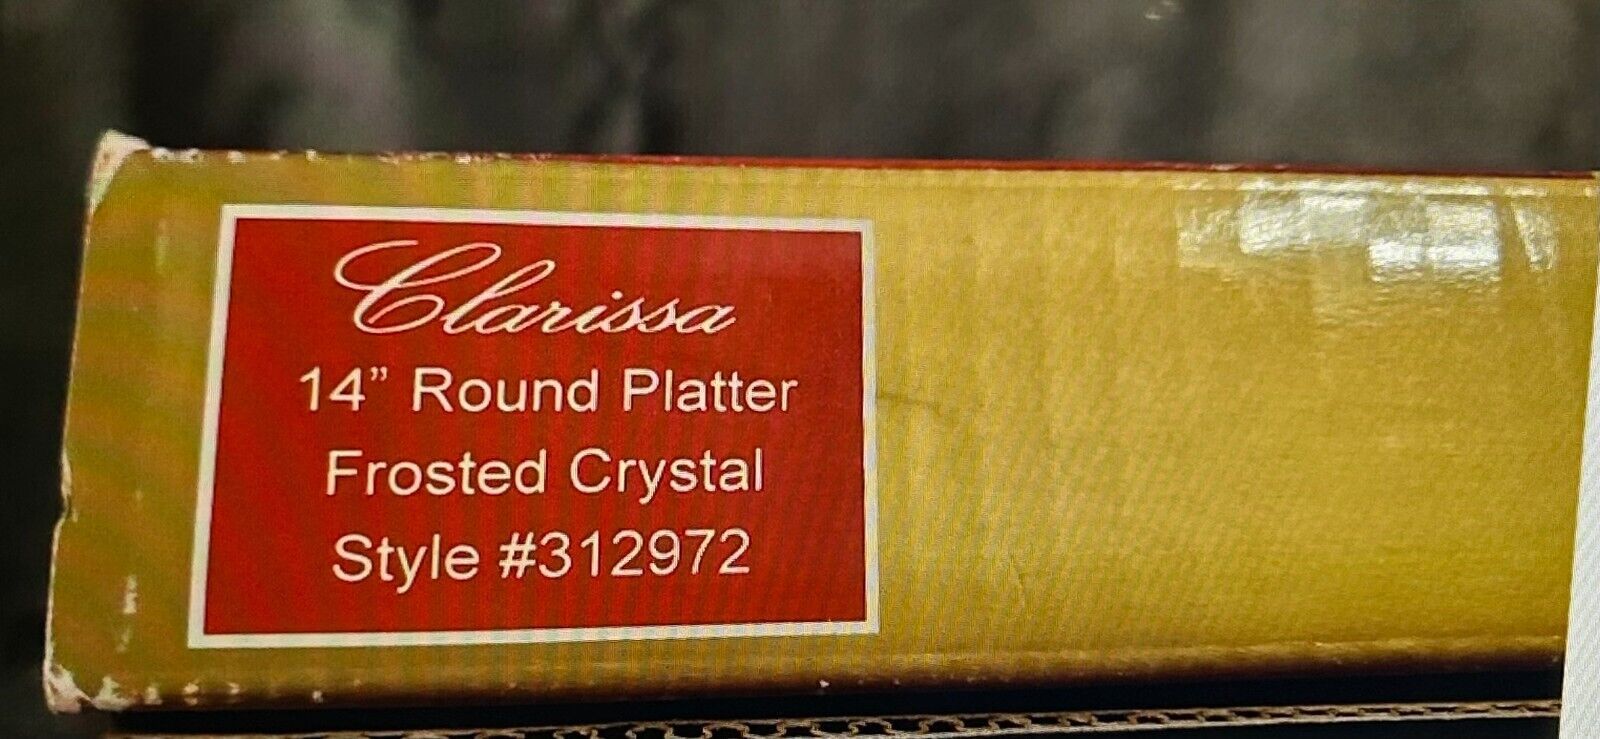 Clarissa
14” Round Platter
Frosted Crystal
Style #312972